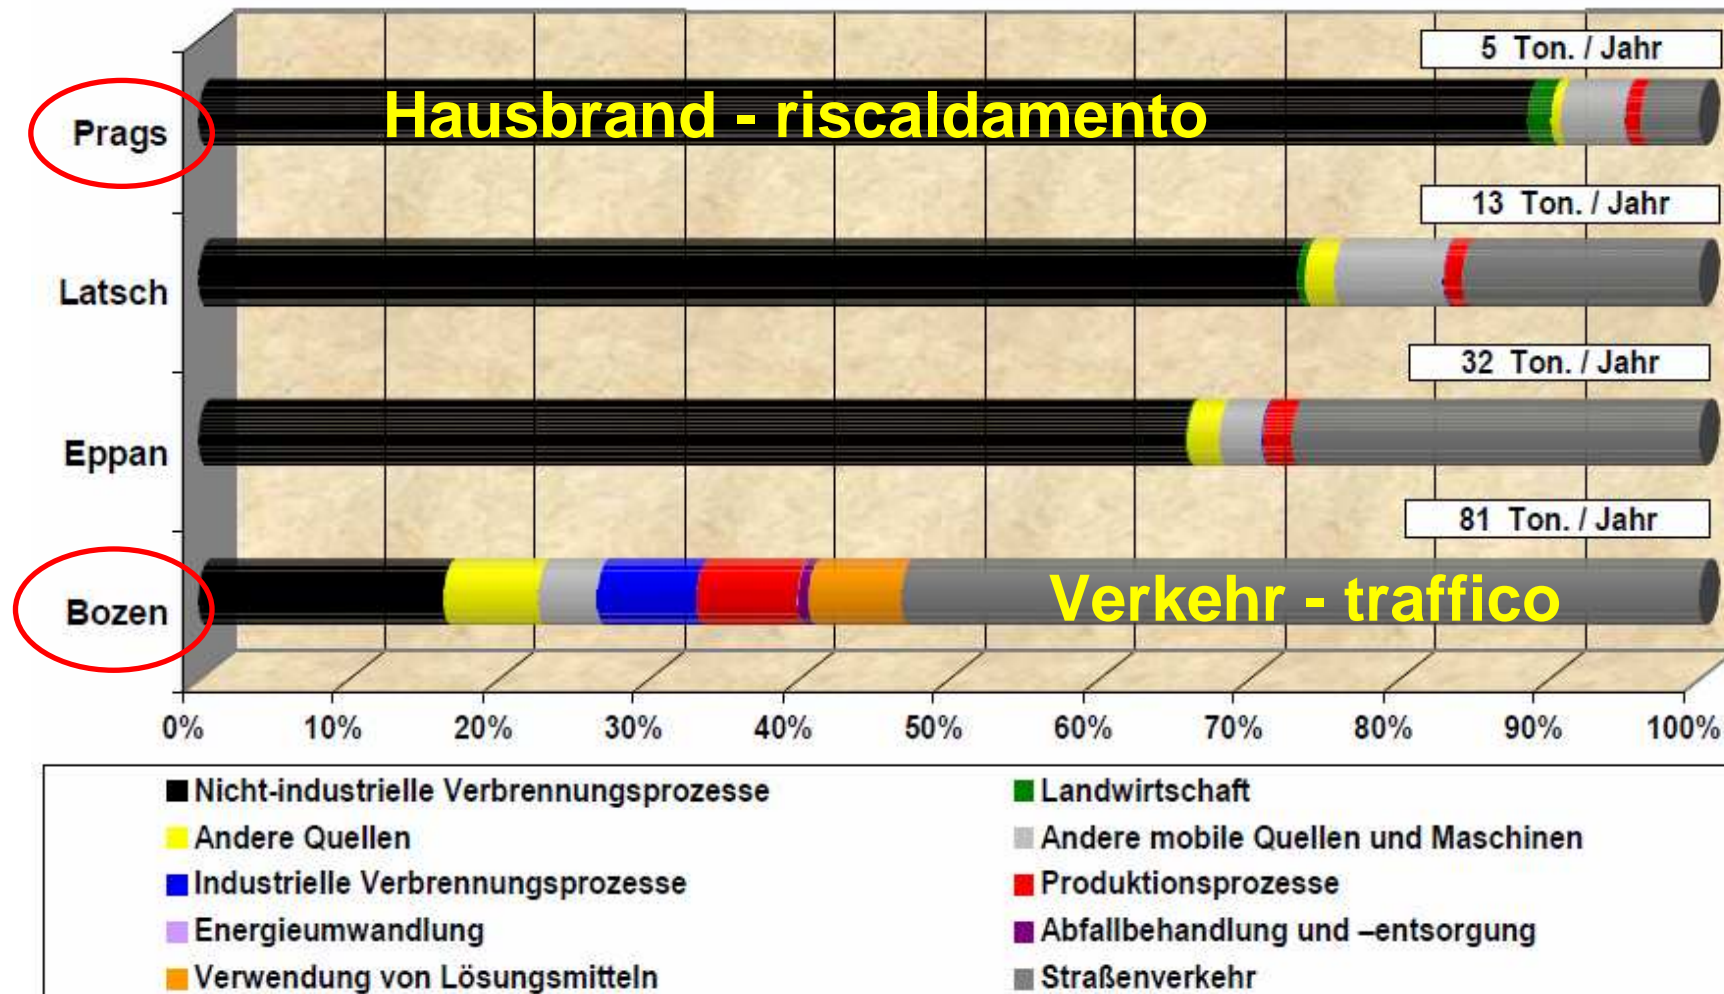 5 Ton. / Jahr
Prags
Hausbrand - riscaldamento
13 Ton. / Jahr
Latsch
32 Ton. / Jahr
Eppan
81 Ton. / Jahr
Bozen
Verkehr - traffico
0% 10% 20% 30% 40% 50% 60% 70% 80% 90% 100%
Nicht-industrielle Verbrennungsprozesse
Landwirtschaft
Andere Quellen
Andere mobile Quellen und Maschinen
Industrielle Verbrennungsprozesse
Produktionsprozesse
Energieumwandlung
Abfallbehandlung und –entsorgung
Verwendung von Lösungsmitteln
Straßenverkehr